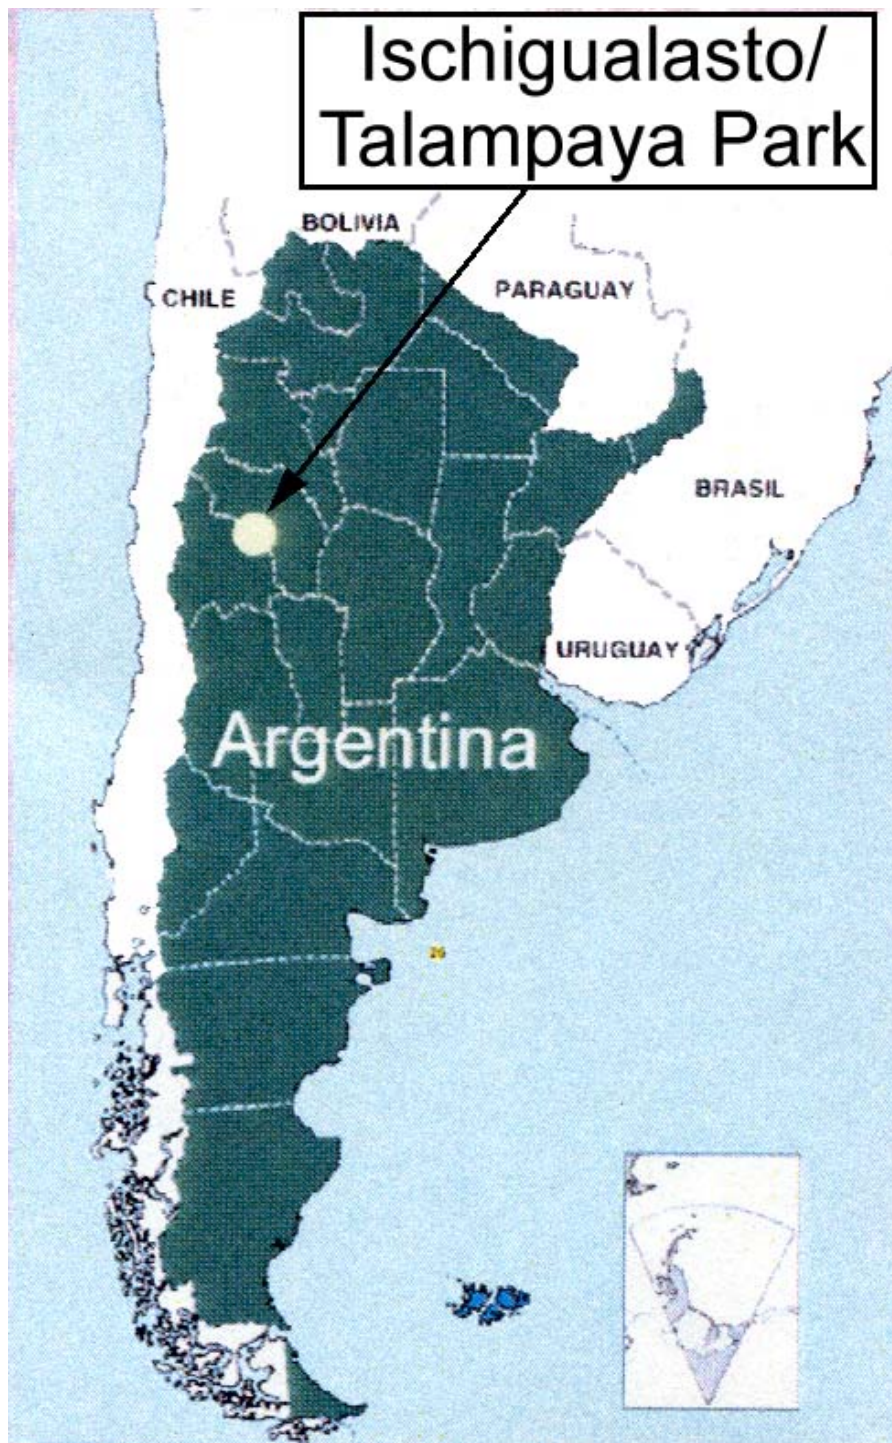 Ischigualasto/
Talampaya Park
BOLIVIA
CHILE
PARAGUAY
BRASIL
URUGUAY
Argentina